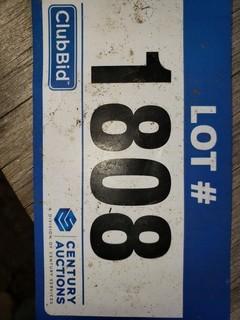 LOT #
1808
ClubBid
CENTURY
AUCTIONS
A DIVISION OF CENTURY SERVICES